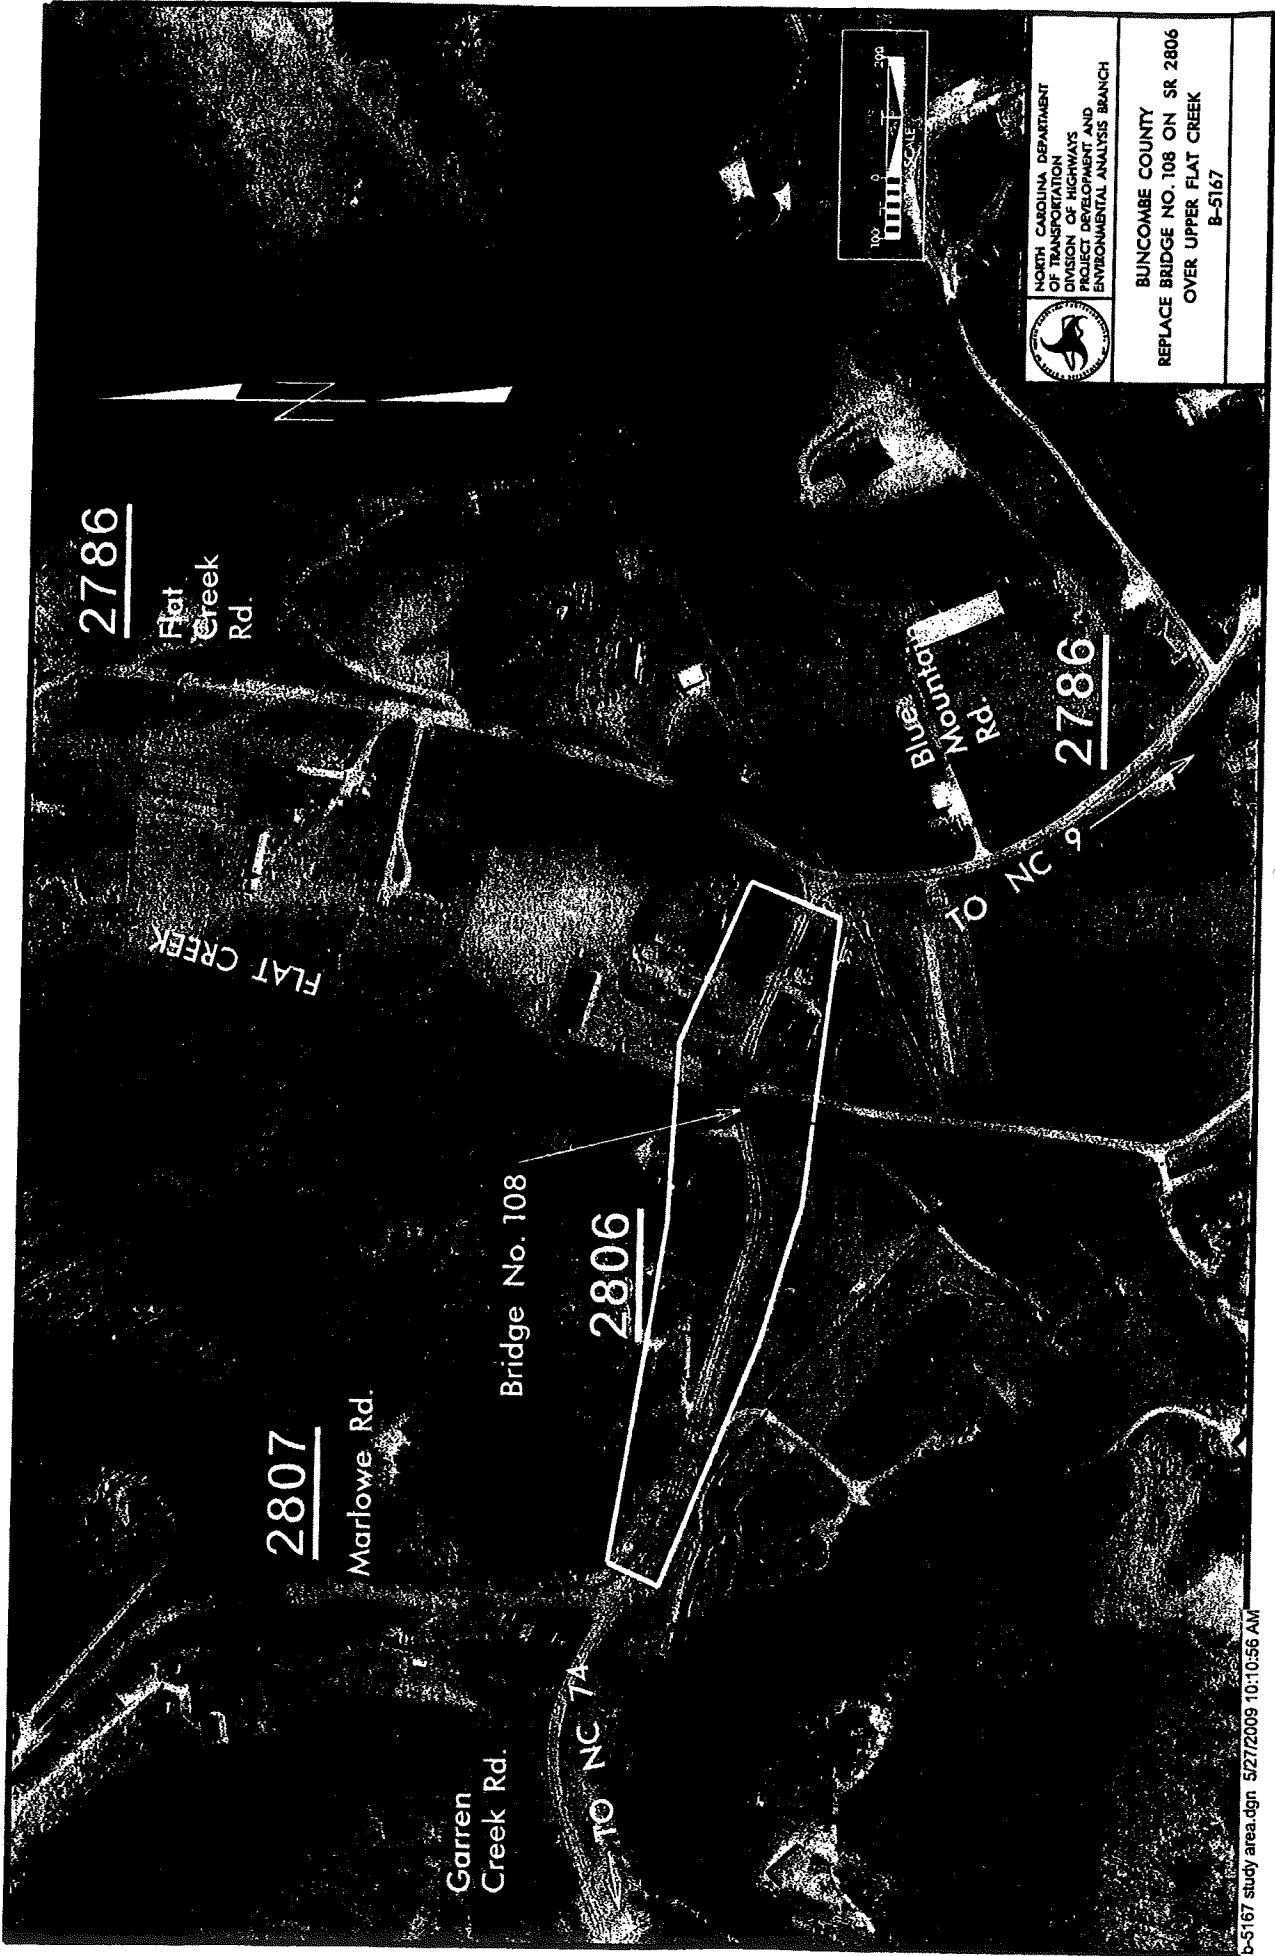 2786
Flat
Creek
Rd.
FLAT CREEK
2807
Marlowe Rd.
Bridge No. 108
2806
Garren
Creek Rd.
TO NC 74
Blue
Mountain
Rd.
2786
TO NC 9
N
100 0 200
SCALE
NORTH CAROLINA DEPARTMENT
OF TRANSPORTATION
DIVISION OF HIGHWAYS
PROJECT DEVELOPMENT AND
ENVIRONMENTAL ANALYSIS BRANCH
BUNCOMBE COUNTY
REPLACE BRIDGE NO. 108 ON SR 2806
OVER UPPER FLAT CREEK
B-5167
b-5167 study area.dgn 5/27/2009 10:10:56 AM